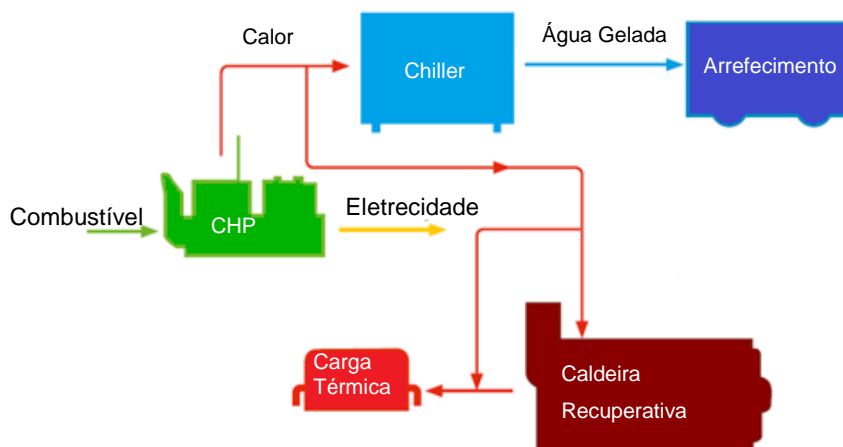 Calor
Água Gelada
Chiller
Arrefecimento
Combustível
CHP
Eletrecidade
Carga
Térmica
Caldeira
Recuperativa